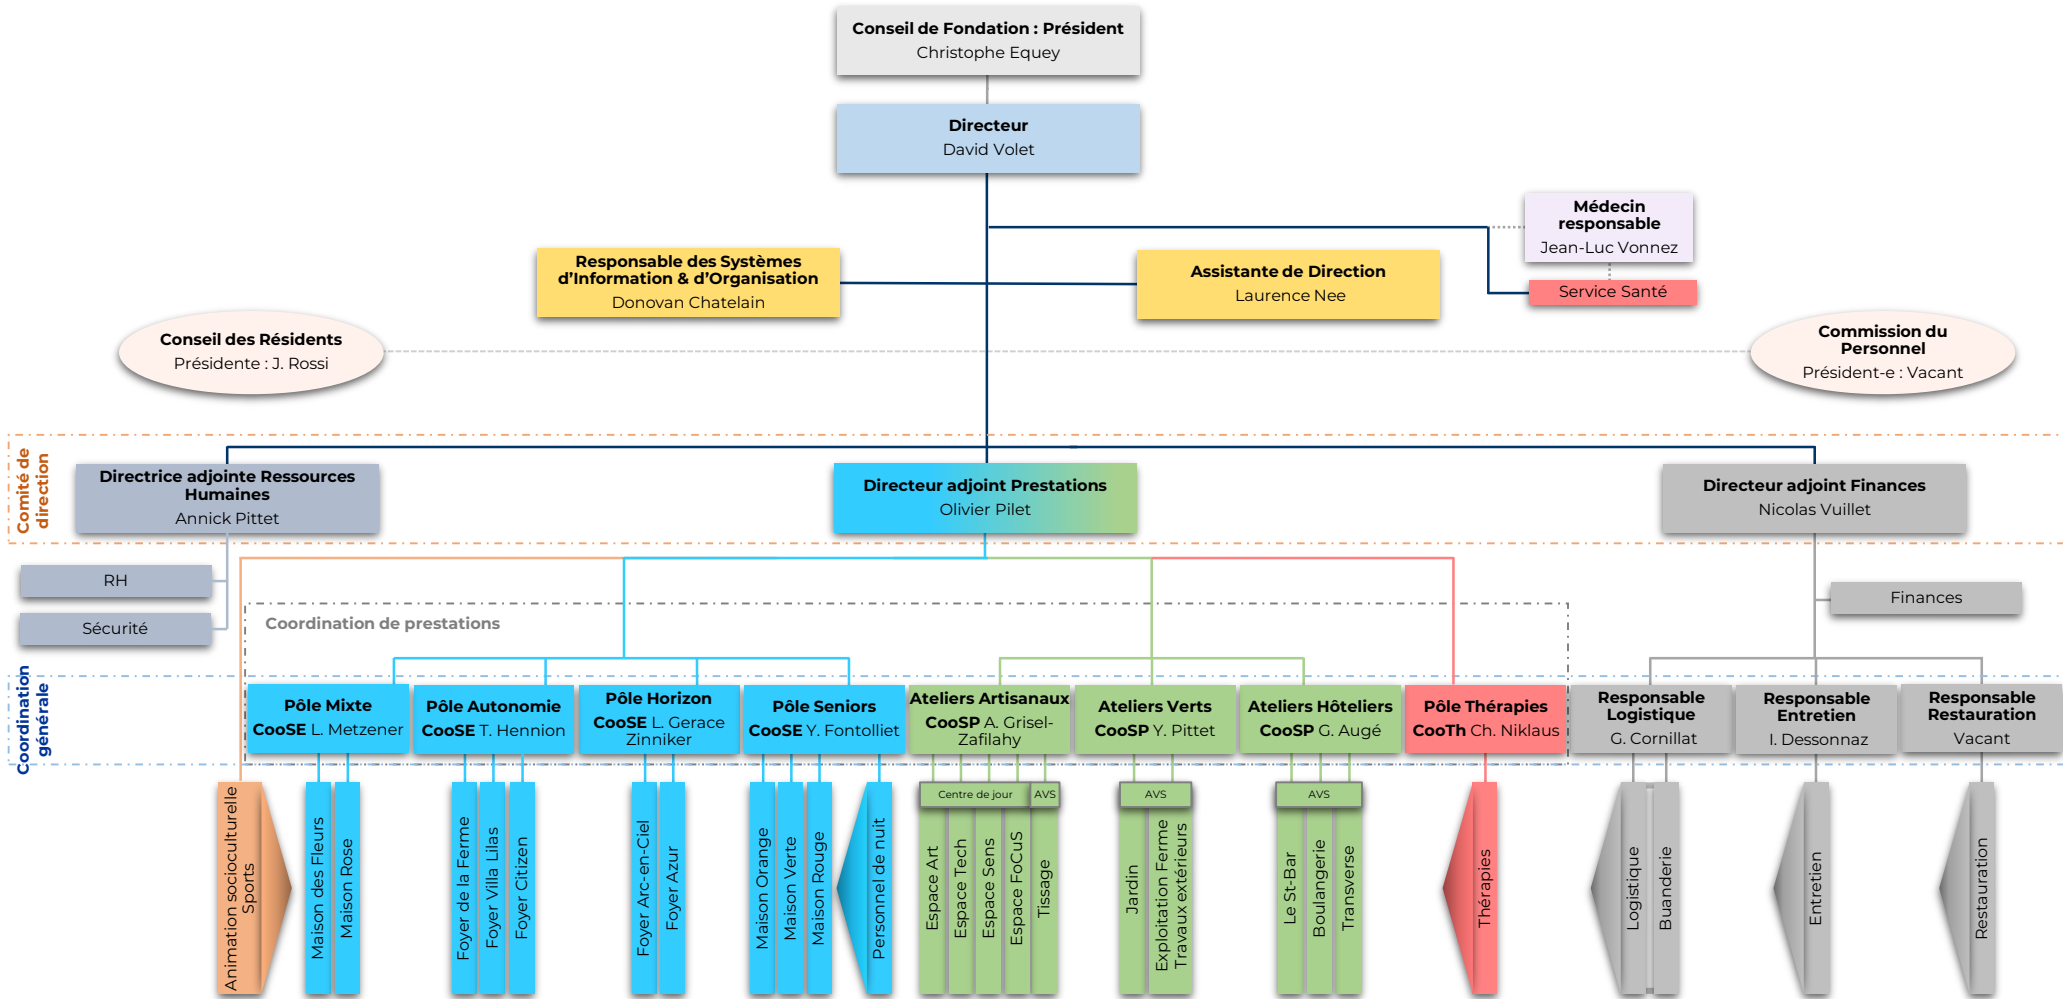 Conseil de Fondation : Président
Christophe Equey
Directeur
David Volet
Médecin
responsable
Jean-Luc Vonnez
Service Santé
Responsable des Systèmes
d’Information & d’Organisation
Donovan Chatelain
Assistante de Direction
Laurence Nee
Conseil des Résidents
Présidente : J. Rossi
Commission du
Personnel
Président-e : Vacant
Comité de
direction
Directrice adjointe Ressources
Humaines
Annick Pittet
Directeur adjoint Prestations
Olivier Pilet
Directeur adjoint Finances
Nicolas Vuillet
RH
Sécurité
Finances
Coordination de prestations
Coordination
générale
Pôle Mixte
CooSE L. Metzener
Pôle Autonomie
CooSE T. Hennion
Pôle Horizon
CooSE L. Gerace
Zinniker
Pôle Seniors
CooSE Y. Fontolliet
Ateliers Artisanaux
CooSP A. Grisel-
Zafilahy
Ateliers Verts
CooSP Y. Pittet
Ateliers Hôteliers
CooSP G. Augé
Pôle Thérapies
CooTh Ch. Niklaus
Responsable
Logistique
G. Cornillat
Responsable
Entretien
I. Dessonnaz
Responsable
Restauration
Vacant
Animation socioculturelle
Sports
Maison des Fleurs
Maison Rose
Foyer de la Ferme
Foyer Villa Lilas
Foyer Citizen
Foyer Arc-en-Ciel
Foyer Azur
Maison Orange
Maison Verte
Maison Rouge
Personnel de nuit
Centre de jour
AVS
Espace Art
Espace Tech
Espace Sens
Espace FoCuS
Tissage
AVS
Jardin
Exploitation Ferme
Travaux extérieurs
AVS
Le St-Bar
Boulangerie
Transverse
Thérapies
Logistique
Buanderie
Entretien
Restauration